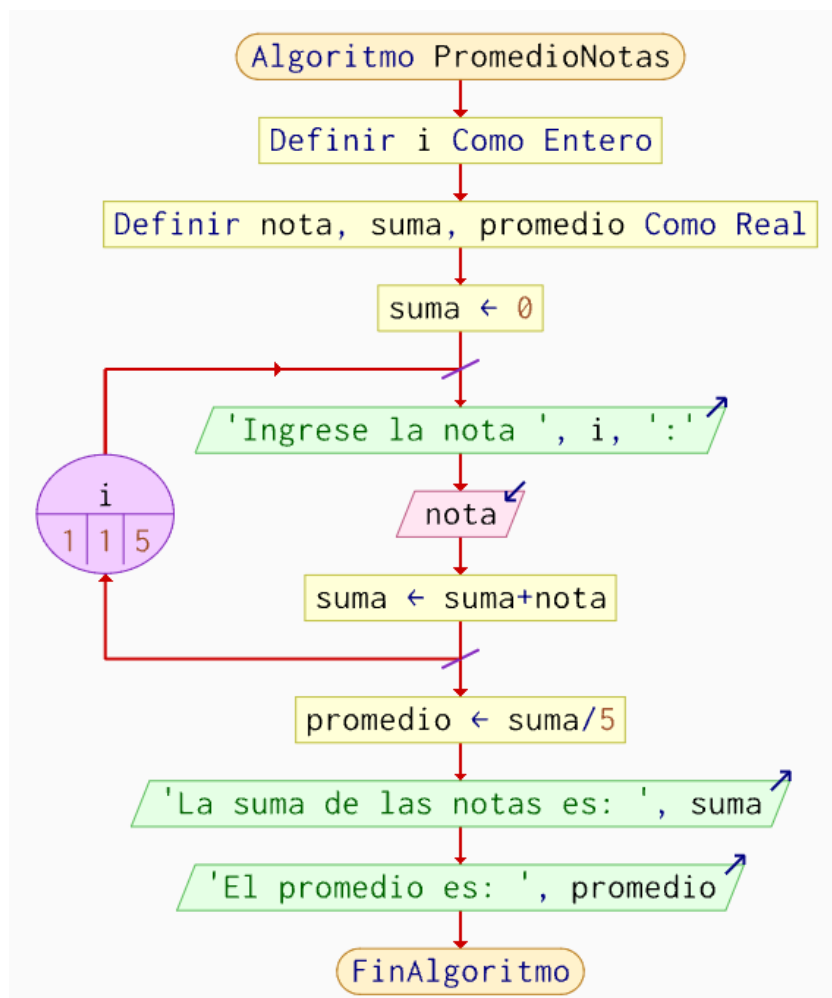 Algoritmo PromedioNotas
Definir i Como Entero
Definir nota, suma, promedio Como Real
suma ← 0
'Ingrese la nota ', i, ':'
i
1 1 5
nota
suma ← suma+nota
promedio ← suma/5
'La suma de las notas es: ', suma
'El promedio es: ', promedio
FinAlgoritmo